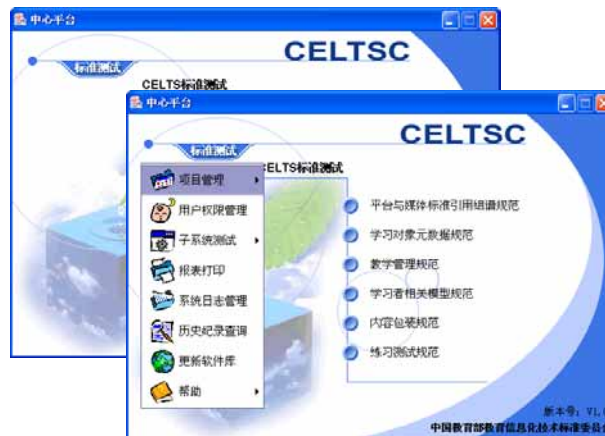 中心平台
CELTSC
标准测试
CELTS标准测试
中心平台
CELTSC
标准测试
ELTS标准测试
项目管理
用户权限管理
子系统测试
报表打印
系统日志管理
历史纪录查询
更新软件库
帮助
平台与媒体标准引用细谱规范
学习对象元数据规范
教学管理规范
学习者相关模型规范
内容包装规范
练习测试规范
版本号：V1.
中国教育部教育信息化技术标准委员会